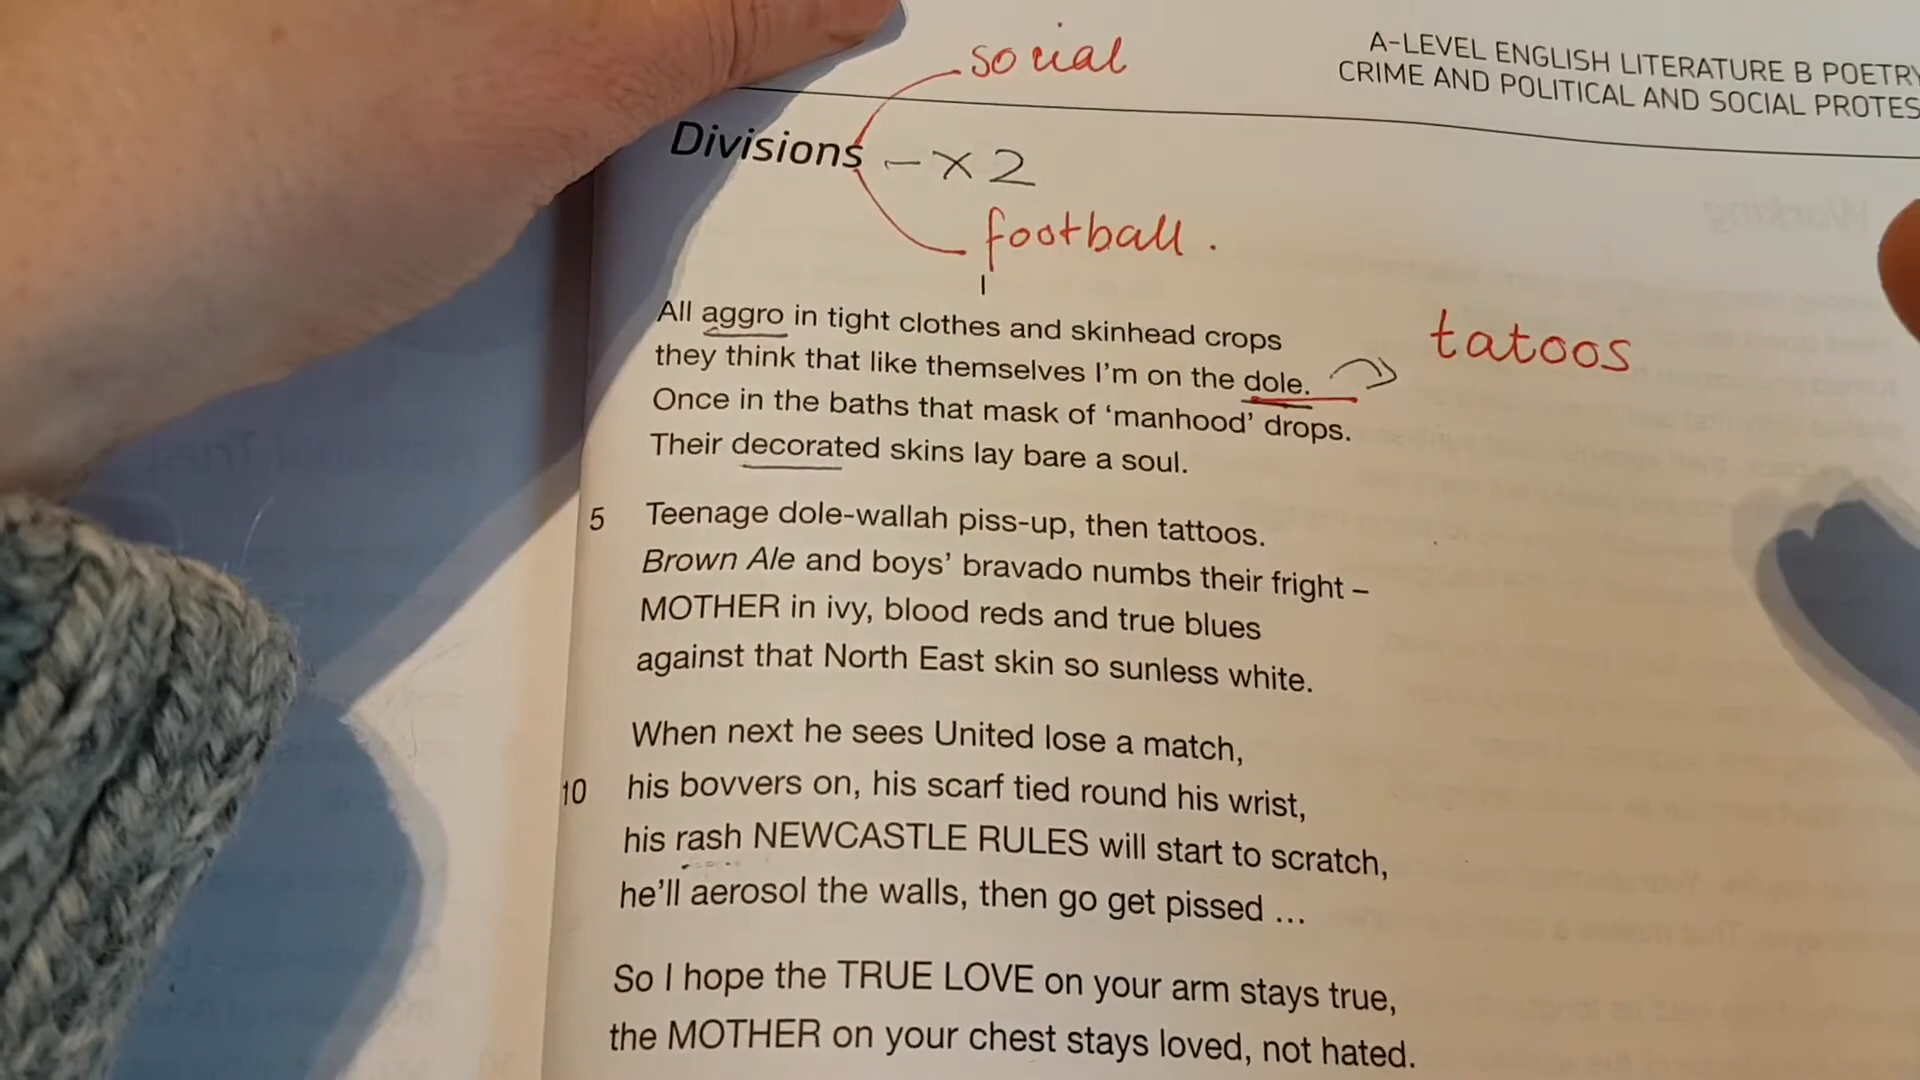 social
A-LEVEL ENGLISH LITERATURE B POETRY
CRIME AND POLITICAL AND SOCIAL PROTES
Divisions – x 2
football.
I
All aggro in tight clothes and skinhead crops
they think that like themselves I'm on the dole.
tatoos
Once in the baths that mask of ‘manhood’ drops.
Their decorated skins lay bare a soul.
5 Teenage dole-wallah piss-up, then tattoos.
Brown Ale and boys’ bravado numbs their fright –
MOTHER in ivy, blood reds and true blues
against that North East skin so sunless white.
When next he sees United lose a match,
10 his bovvers on, his scarf tied round his wrist,
his rash NEWCASTLE RULES will start to scratch,
he’ll aerosol the walls, then go get pissed ...
So I hope the TRUE LOVE on your arm stays true,
the MOTHER on your chest stays loved, not hated.
Working
National Trust